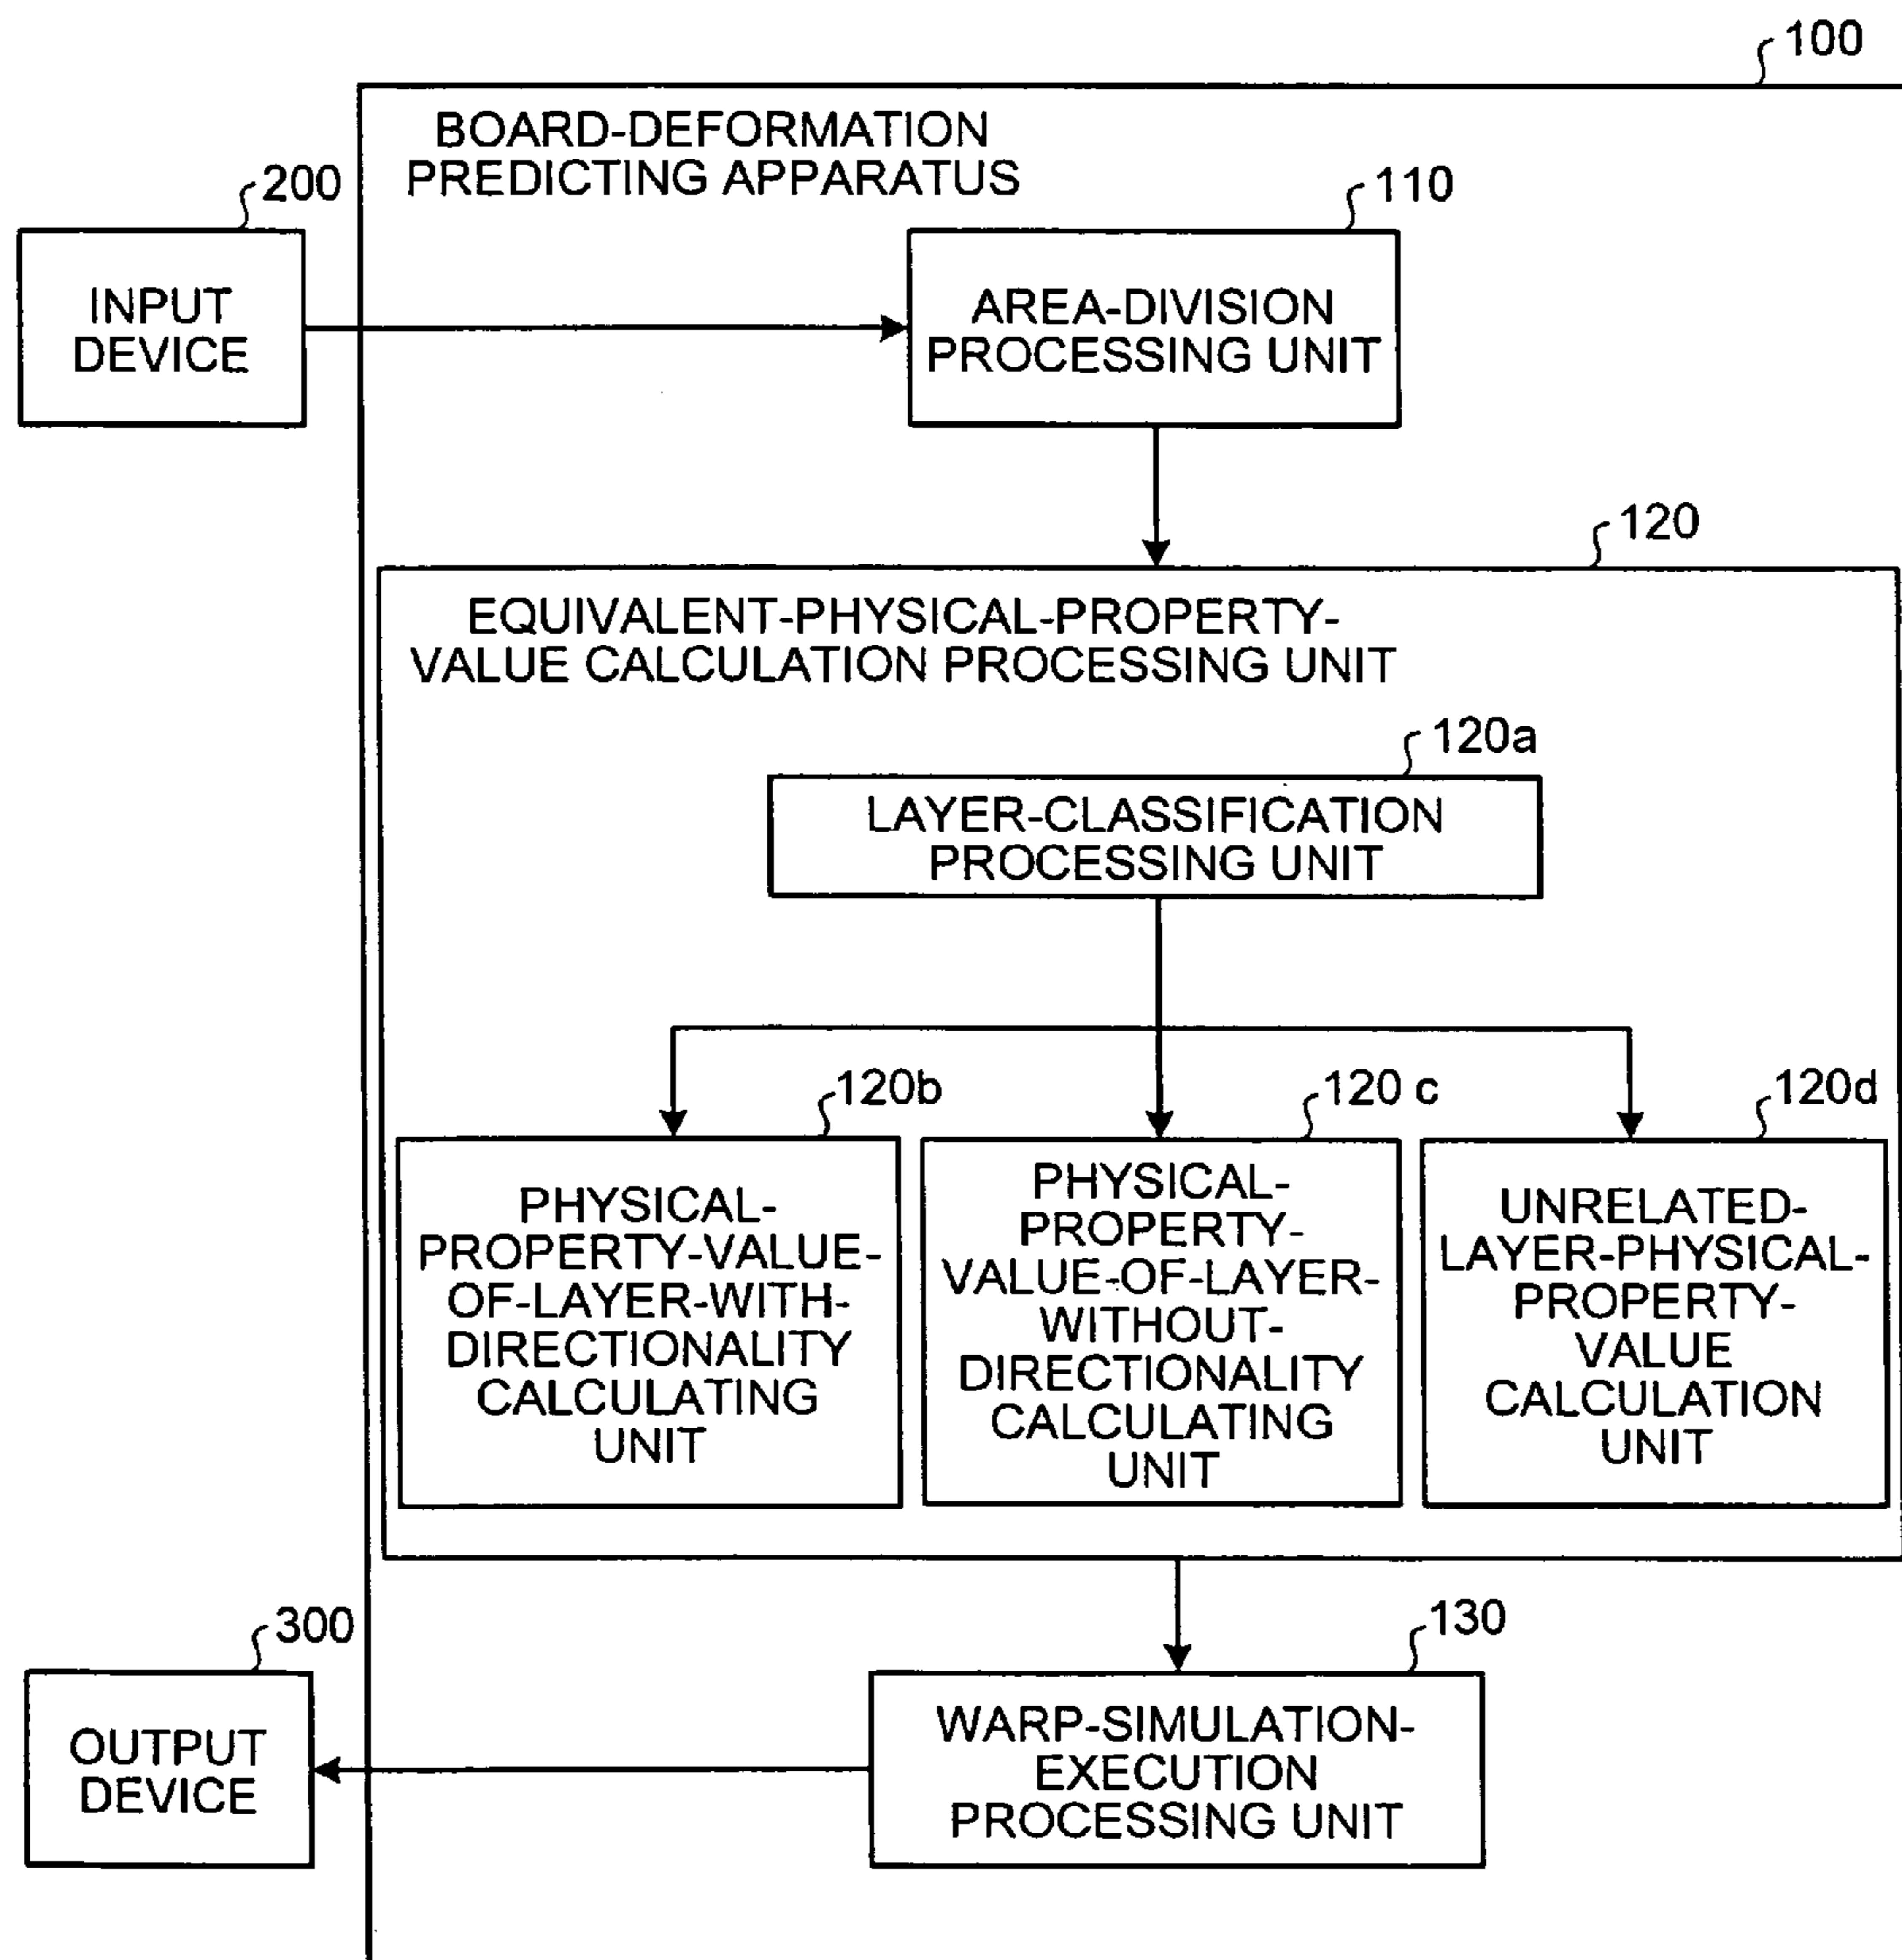 100
BOARD-DEFORMATION
PREDICTING APPARATUS
200
110
INPUT
DEVICE
AREA-DIVISION
PROCESSING UNIT
120
EQUIVALENT-PHYSICAL-PROPERTY-
VALUE CALCULATION PROCESSING UNIT
120a
LAYER-CLASSIFICATION
PROCESSING UNIT
120b
120 c
120d
PHYSICAL-
PROPERTY-VALUE-
OF-LAYER-WITH-
DIRECTIONALITY
CALCULATING
UNIT
PHYSICAL-
PROPERTY-
VALUE-OF-LAYER-
WITHOUT-
DIRECTIONALITY
CALCULATING
UNIT
UNRELATED-
LAYER-PHYSICAL-
PROPERTY-
VALUE
CALCULATION
UNIT
300
130
OUTPUT
DEVICE
WARP-SIMULATION-
EXECUTION
PROCESSING UNIT